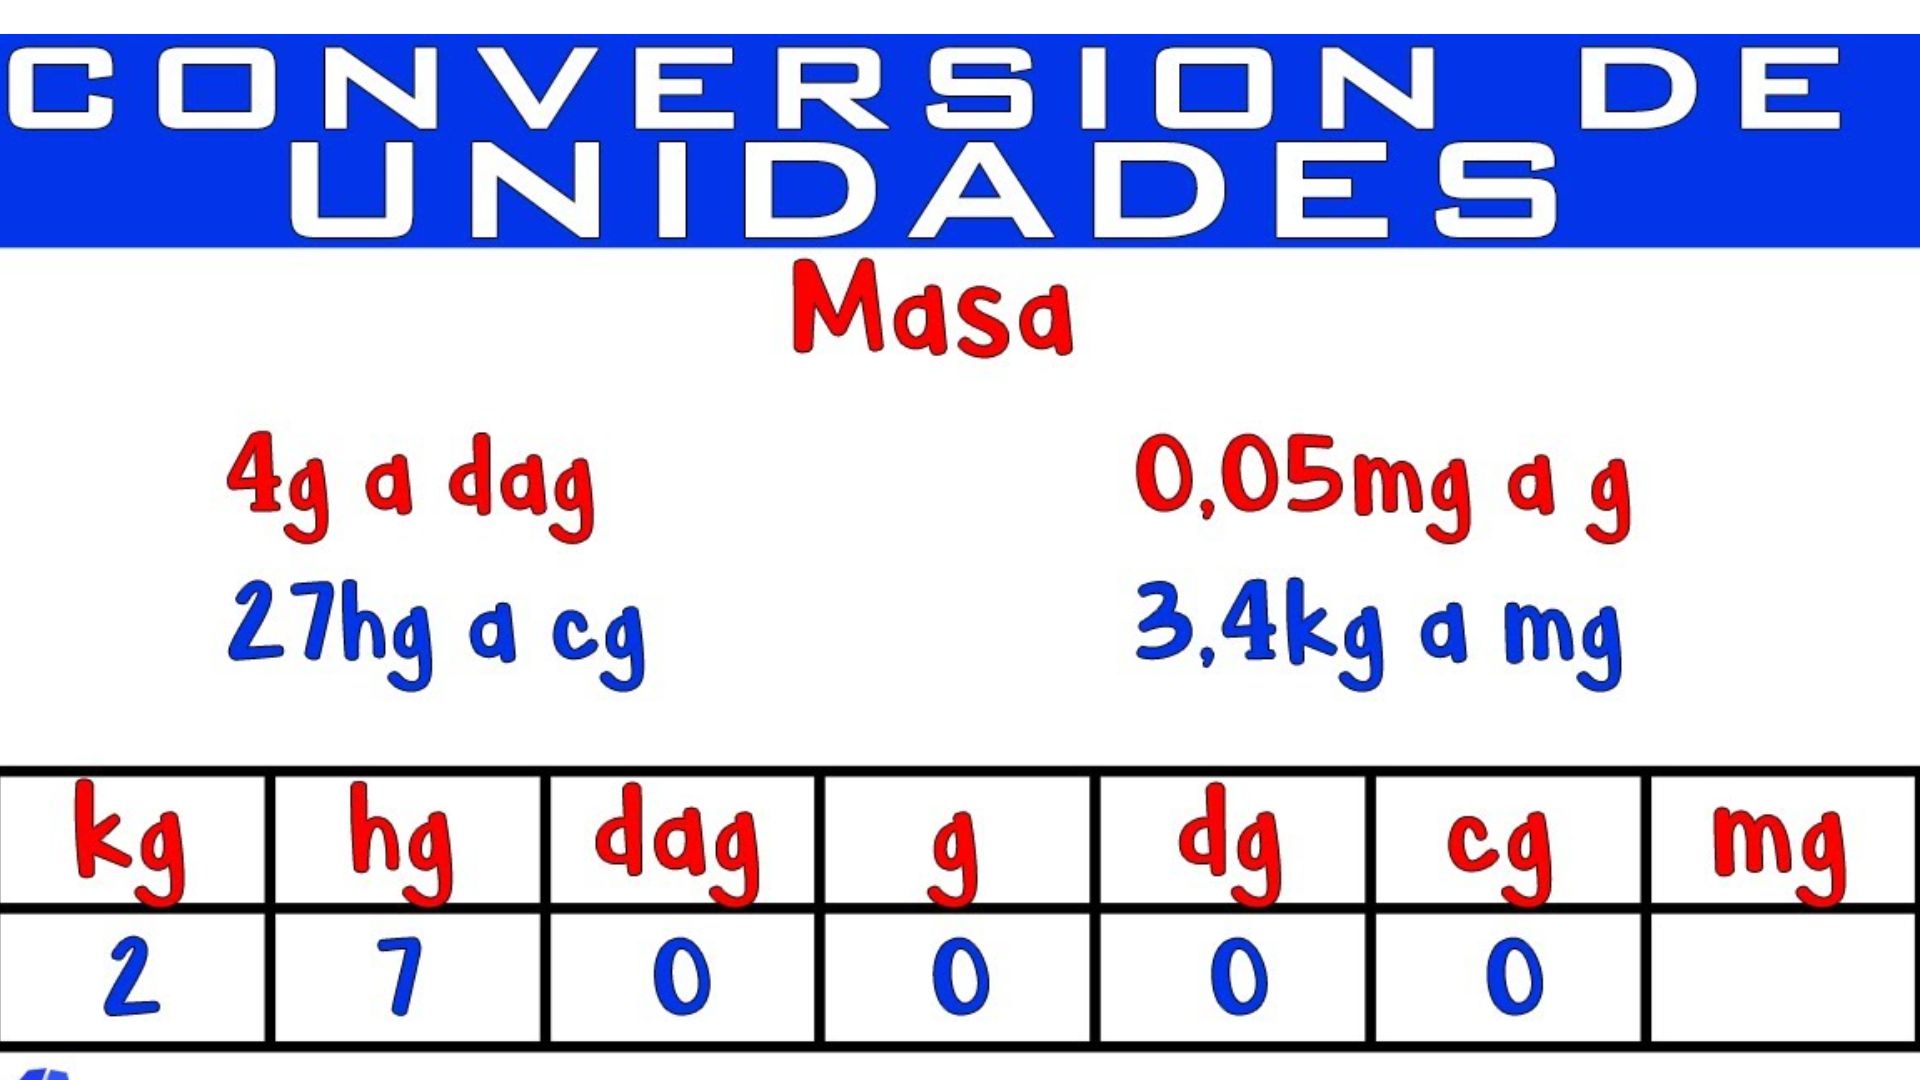 CONVERSION DE
UNIDADES
Masa
4g a dag
0,05mg a g
27hg a cg
3,4kg a mg
kg hg dag g dg cg mg
2 7 0 0 0 0